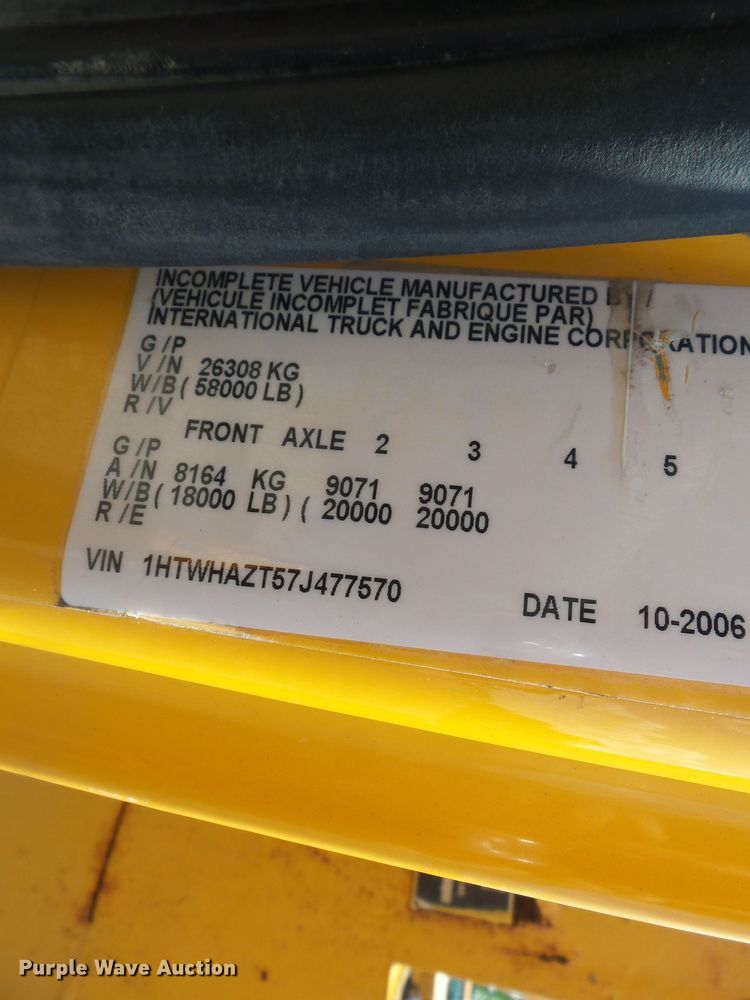 INCOMPLETE VEHICLE MANUFACTURED BY /
(VEHICULE INCOMPLET FABRIQUE PAR)
INTERNATIONAL TRUCK AND ENGINE CORPORATION
G /P
V / N 26308 KG
W/B ( 58000 LB )
R /V
FRONT AXLE 2 3 4 5
G /P
A / N 8164 KG 9071 9071
W/B ( 18000 LB ) ( 20000 20000
R /E
VIN 1HTWHAZT57J477570
DATE 10-2006
Purple Wave Auction